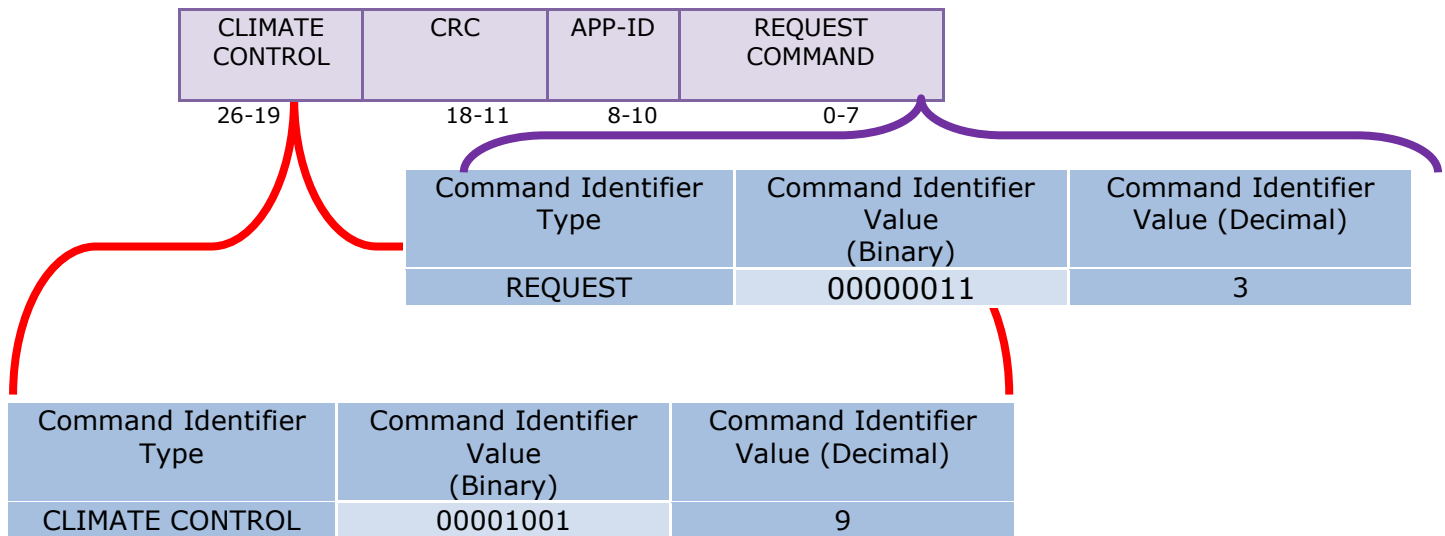 CLIMATE
CONTROL
CRC
APP-ID
REQUEST
COMMAND
26-19
18-11
8-10
0-7
Command Identifier
Type
Command Identifier
Value
(Binary)
Command Identifier
Value (Decimal)
REQUEST
00000011
3
Command Identifier
Type
Command Identifier
Value
(Binary)
Command Identifier
Value (Decimal)
CLIMATE CONTROL
00001001
9